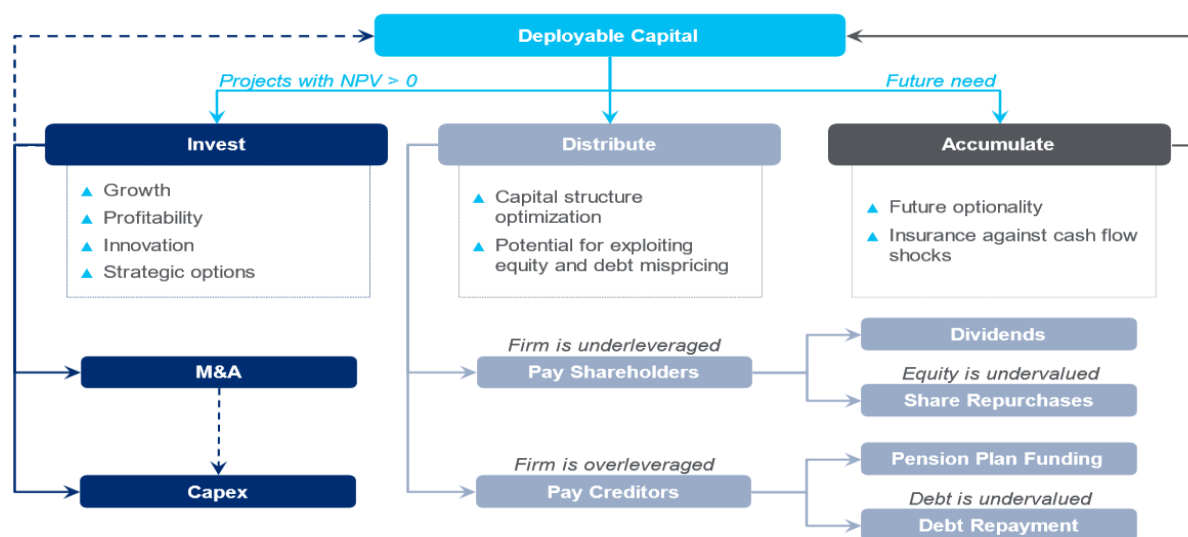 Deployable Capital
Projects with NPV > 0
Future need
Invest
Growth
Profitability
Innovation
Strategic options
M&A
Capex
Distribute
Capital structure
optimization
Potential for exploiting
equity and debt mispricing
Firm is underleveraged
Pay Shareholders
Firm is overleveraged
Pay Creditors
Accumulate
Future optionality
Insurance against cash flow
shocks
Dividends
Equity is undervalued
Share Repurchases
Pension Plan Funding
Debt is undervalued
Debt Repayment